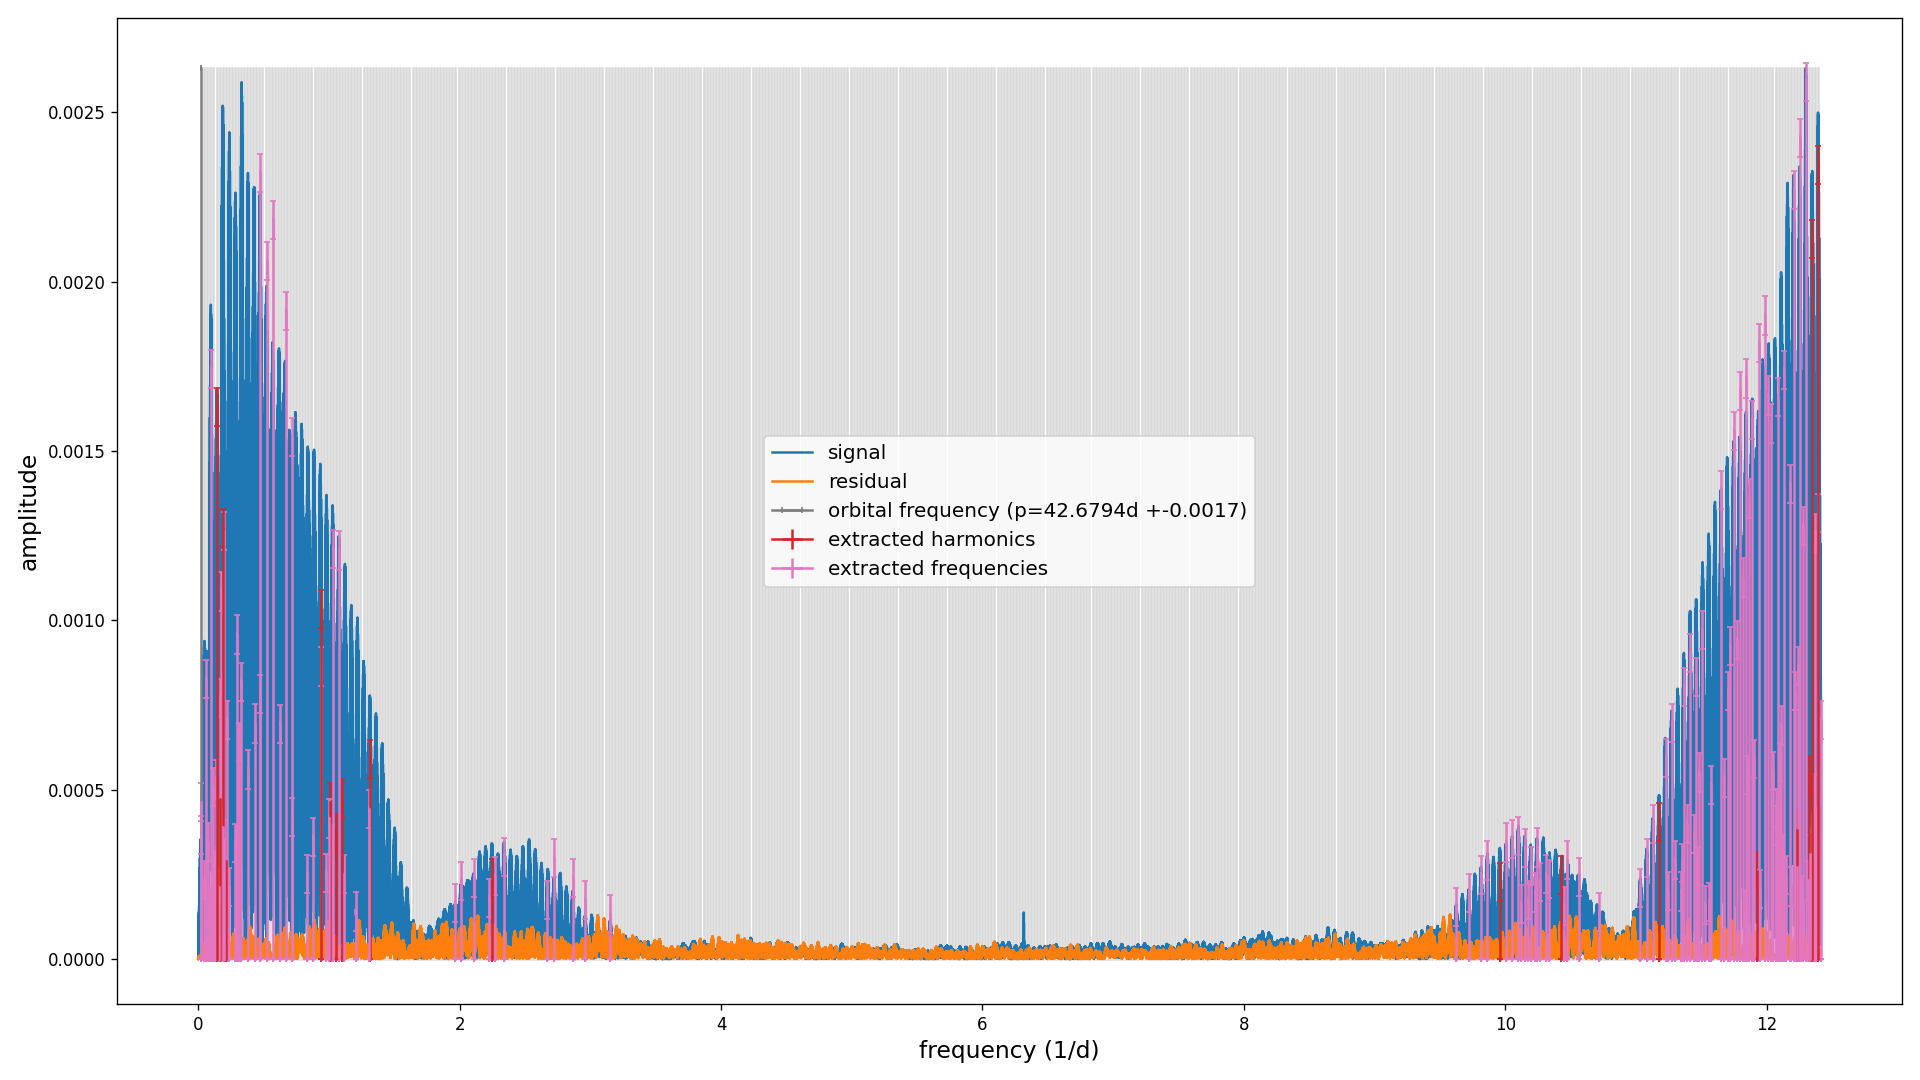 0.0025
0.0020
0.0015
0.0010
0.0005
0.0000
amplitude
signal
residual
orbital frequency (p=42.6794d +-0.0017)
extracted harmonics
extracted frequencies
0 2 4 6 8 10 12
frequency (1/d)